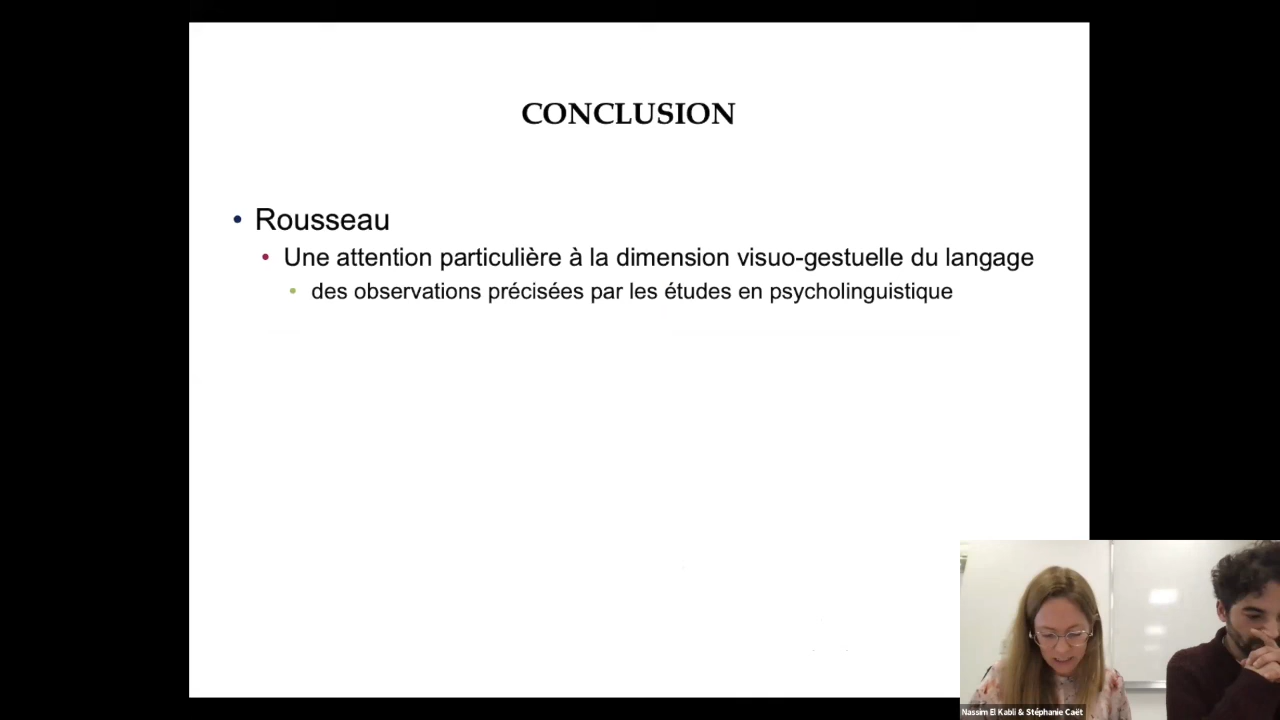 CONCLUSION
• Rousseau
• Une attention particulière à la dimension visuo-gestuelle du langage
• des observations précisées par les études en psycholinguistique
Nassim El Kabli & Stéphanie Caët